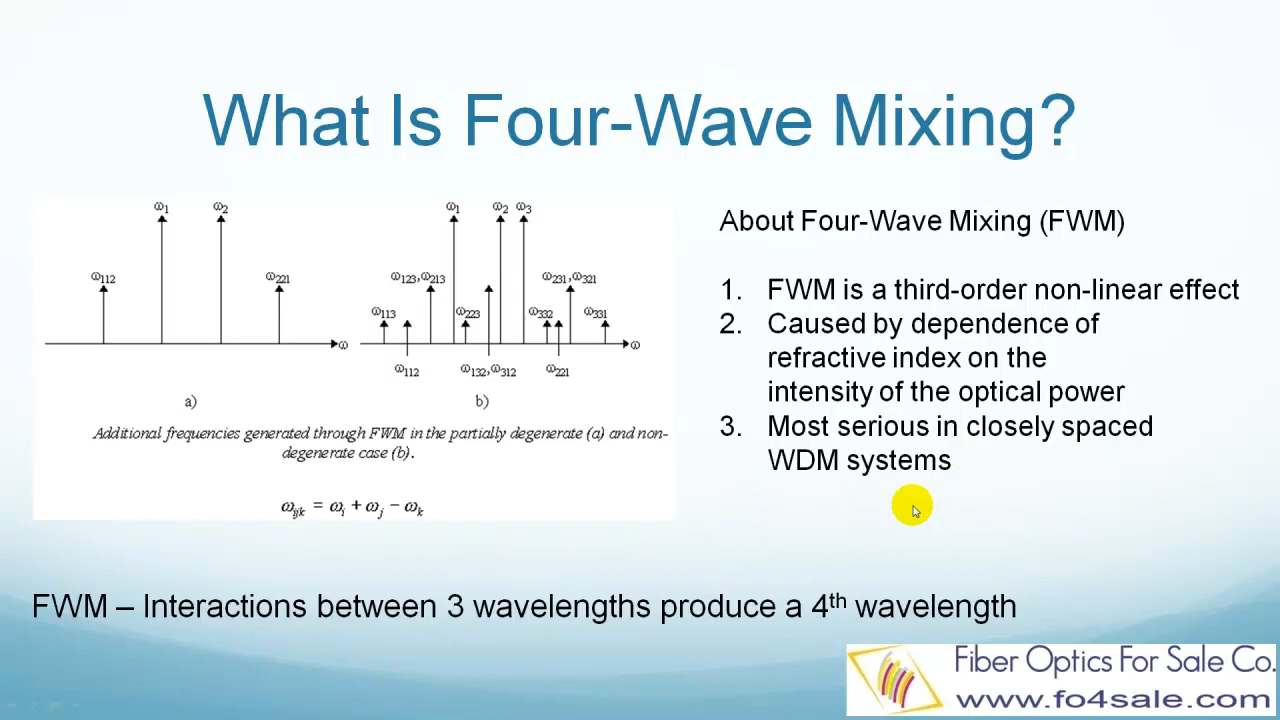 What Is Four-Wave Mixing?
ω1
ω2
ω112
ω221
ω
a)
ω1
ω2
ω3
ω123,ω213
ω231,ω321
ω113
ω223
ω332
ω331
ω
ω112
ω132,ω312
ω221
b)
Additional frequencies generated through FWM in the partially degenerate (a) and non-
degenerate case (b).
ωijk = ωi + ωj − ωk
About Four-Wave Mixing (FWM)
1. FWM is a third-order non-linear effect
2. Caused by dependence of
refractive index on the
intensity of the optical power
3. Most serious in closely spaced
WDM systems
FWM – Interactions between 3 wavelengths produce a 4th wavelength
Fiber Optics For Sale Co.
www.fo4sale.com